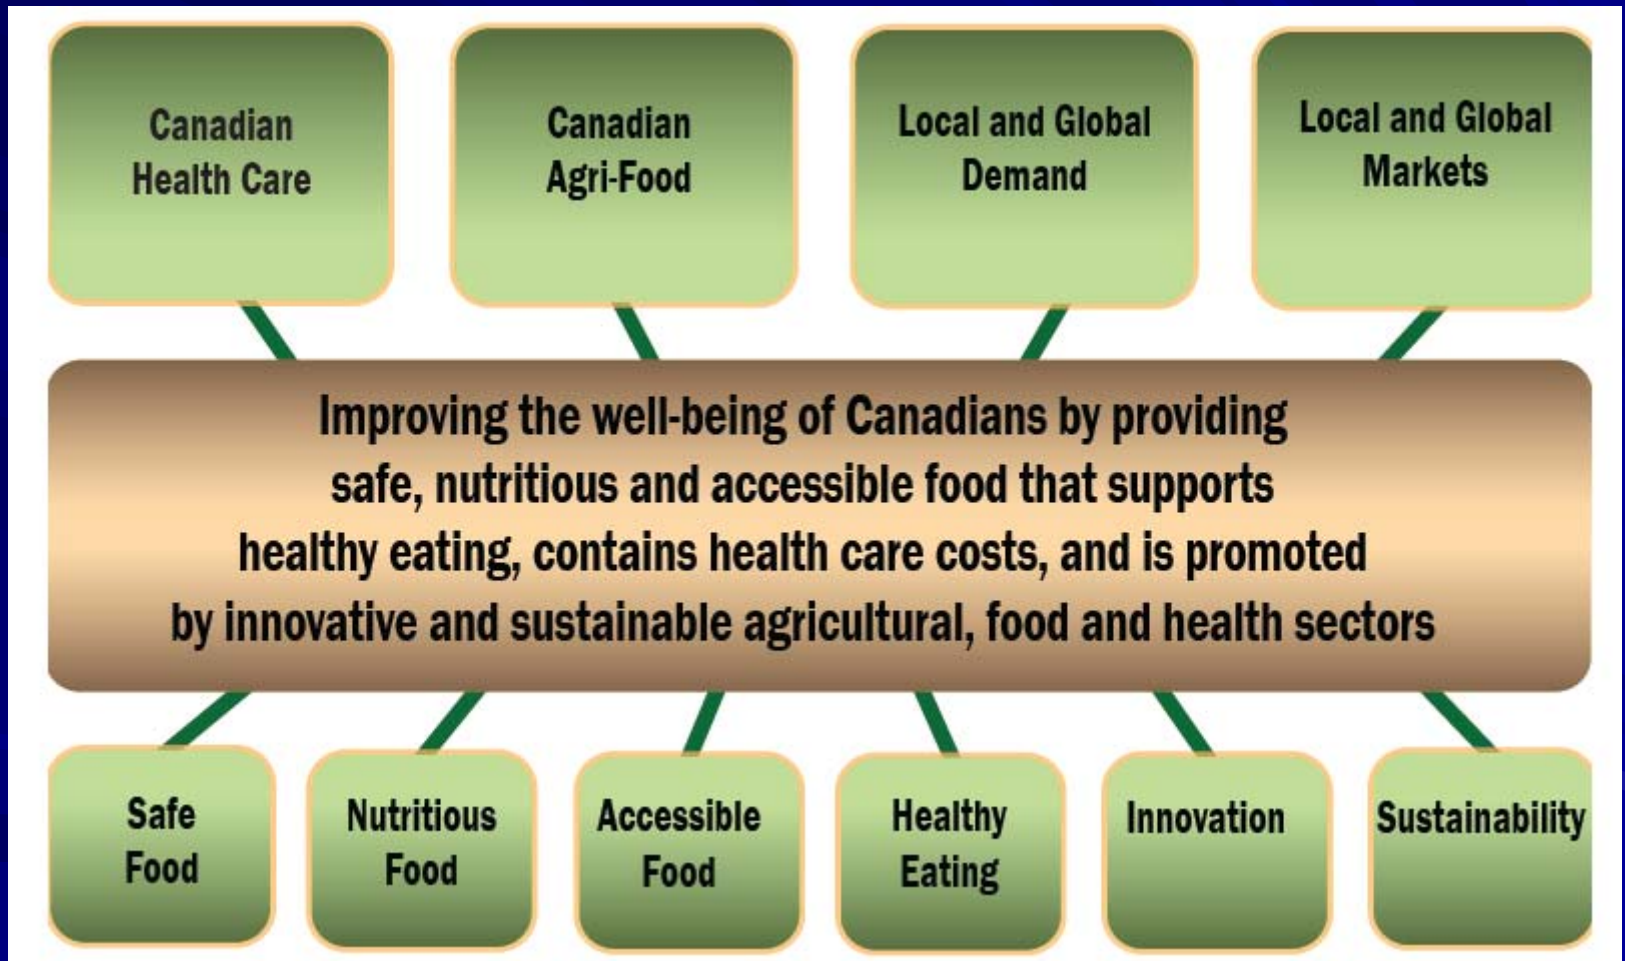 Canadian
Health Care
Canadian
Agri-Food
Local and Global
Demand
Local and Global
Markets
Improving the well-being of Canadians by providing
safe, nutritious and accessible food that supports
healthy eating, contains health care costs, and is promoted
by innovative and sustainable agricultural, food and health sectors
Safe
Food
Nutritious
Food
Accessible
Food
Healthy
Eating
Innovation
Sustainability